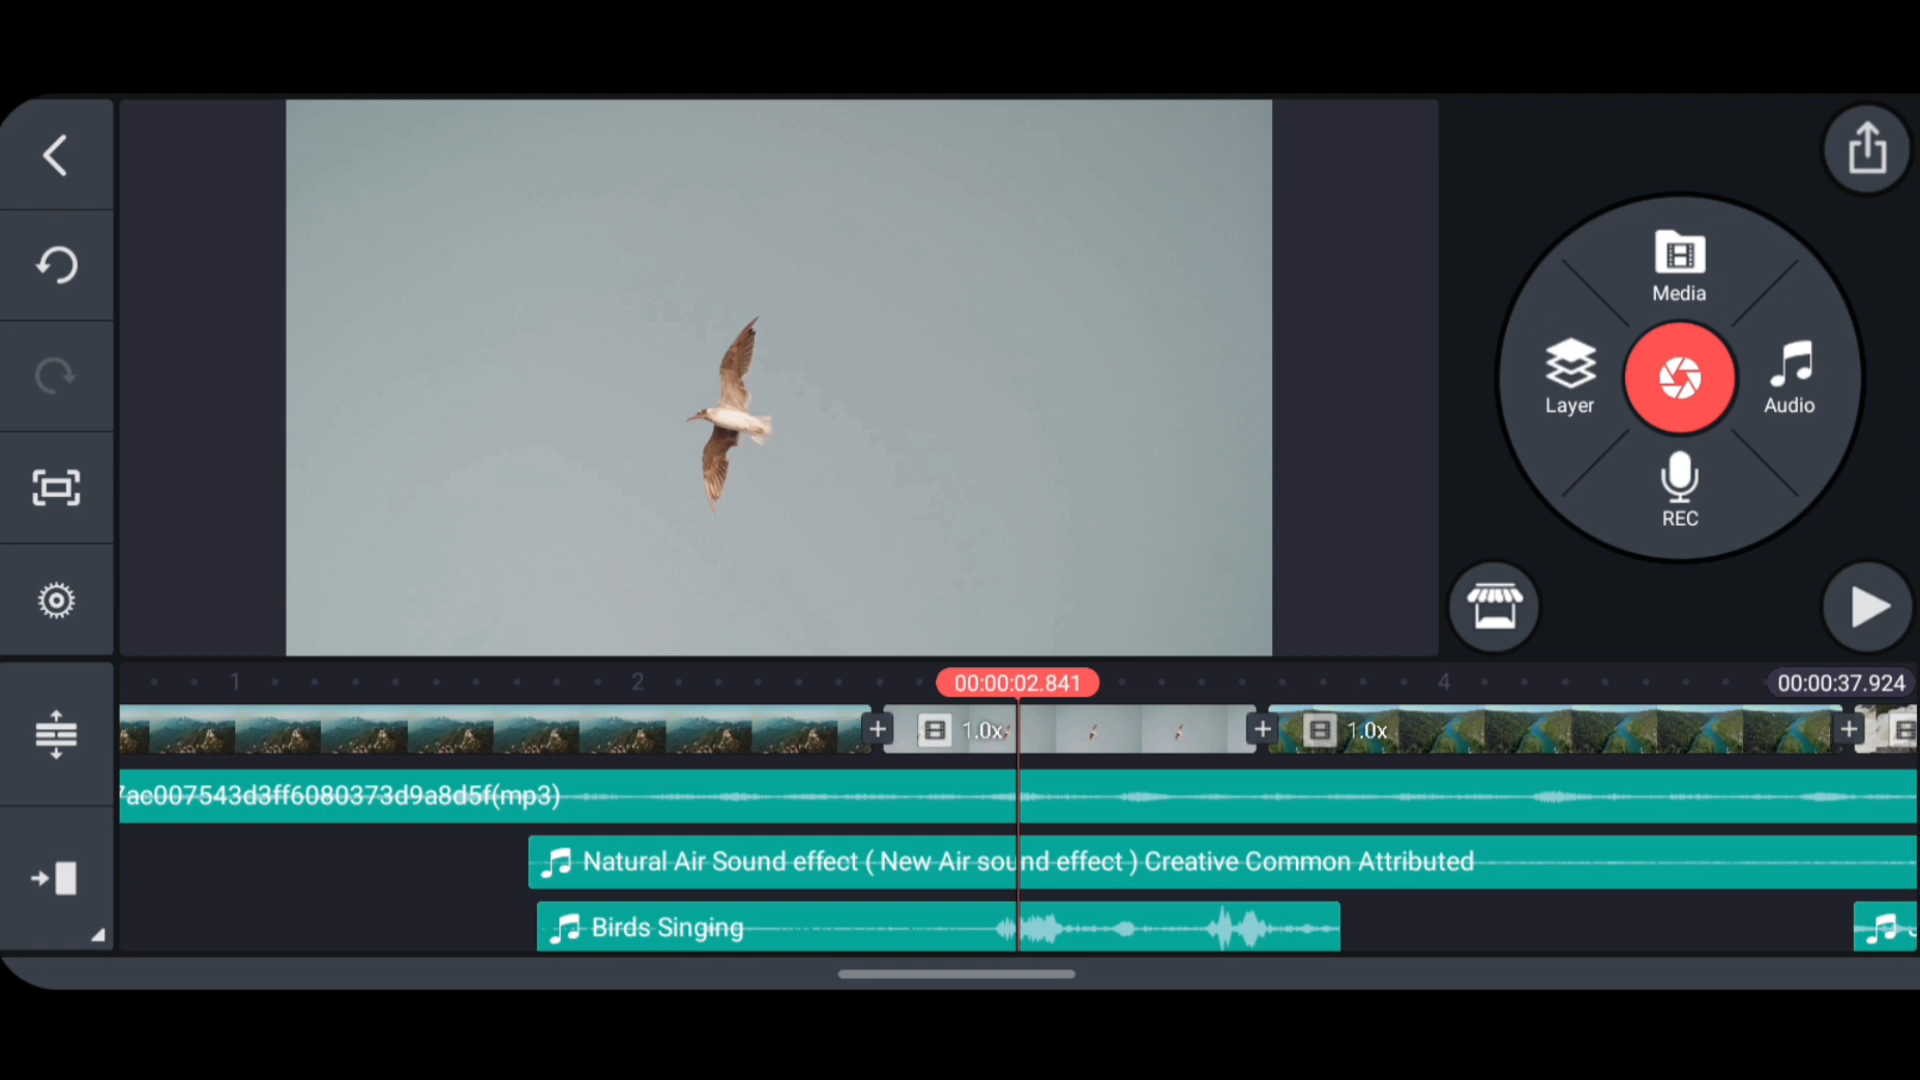 Media
Layer
Audio
REC
1
2
00:00:02.841
4
00:00:37.924
1.0x
1.0x
7ac007543d3ff6080373d9a8d5f(mp3)
Natural Air Sound effect ( New Air sound effect ) Creative Common Attributed
Birds Singing